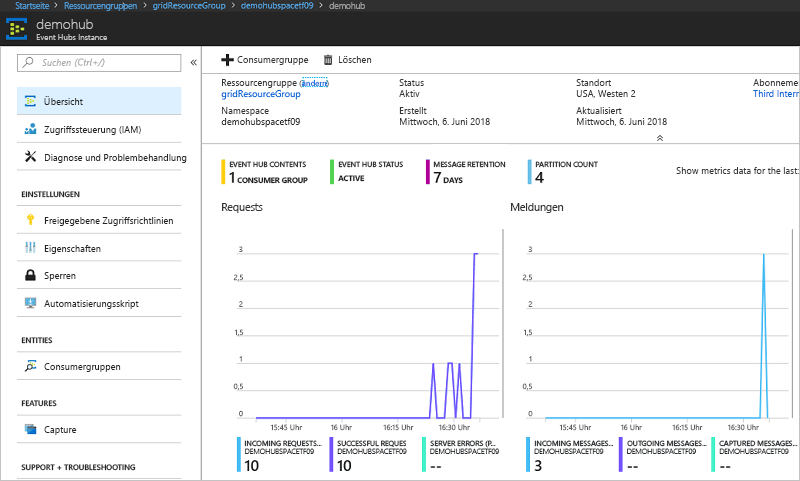 Startseite > Ressourcengruppen > gridResourceGroup > demohubspacetf09 > demohub
demohub
Event Hubs Instance
Suchen (Ctrl+/)
Übersicht
Zugriffssteuerung (IAM)
Diagnose und Problembehandlung
EINSTELLUNGEN
Freigegebene Zugriffsrichtlinien
Eigenschaften
Sperren
Automatisierungsskript
ENTITIES
Consumergruppen
FEATURES
Capture
SUPPORT + TROUBLESHOOTING
Consumergruppe Löschen
Ressourcengruppe (ändern) Status Standort Abonneme
gridResourceGroup Aktiv USA, Westen 2 Third Intern
Namespace Erstellt Aktualisiert
demohubspacetf09 Mittwoch, 6. Juni 2018 Mittwoch, 6. Juni 2018
EVENT HUB CONTENTS EVENT HUB STATUS MESSAGE RETENTION PARTITION COUNT
1 CONSUMER GROUP ACTIVE 7 DAYS 4
Show metrics data for the last:
Requests
3
2,5
2
1,5
1
0,5
0
15:45 Uhr 16 Uhr 16:15 Uhr 16:30 Uhr
INCOMING REQUESTS... SUCCESSFUL REQUES SERVER ERRORS (P...
DEMOHUBSPACETF09 DEMOHUBSPACETF09 DEMOHUBSPACETF09
10 10 --
Meldungen
3
2,5
2
1,5
1
0,5
0
15:45 Uhr 16 Uhr 16:15 Uhr 16:30 Uhr
INCOMING MESSAGES... OUTGOING MESSAGES... CAPTURED MESSAGES...
DEMOHUBSPACETF09 DEMOHUBSPACETF09 DEMOHUBSPACETF09
3 -- --